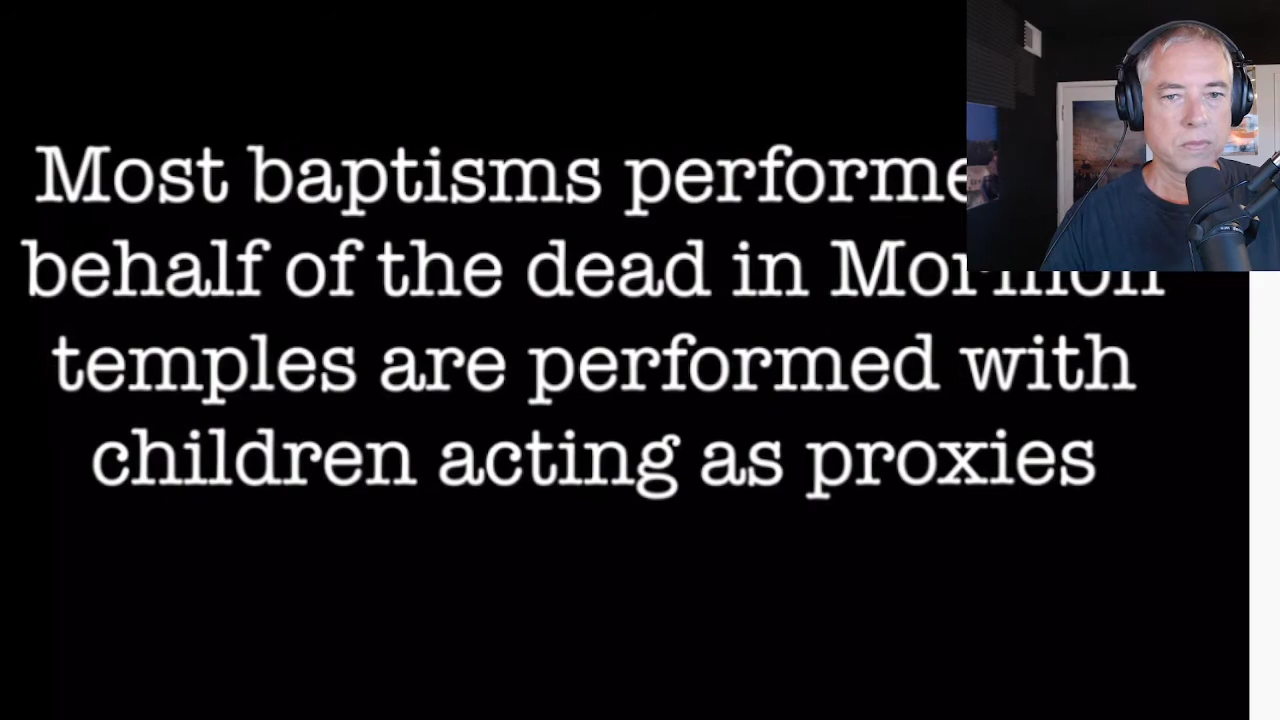 Most baptisms performe
behalf of the dead in Mormon
temples are performed with
children acting as proxies